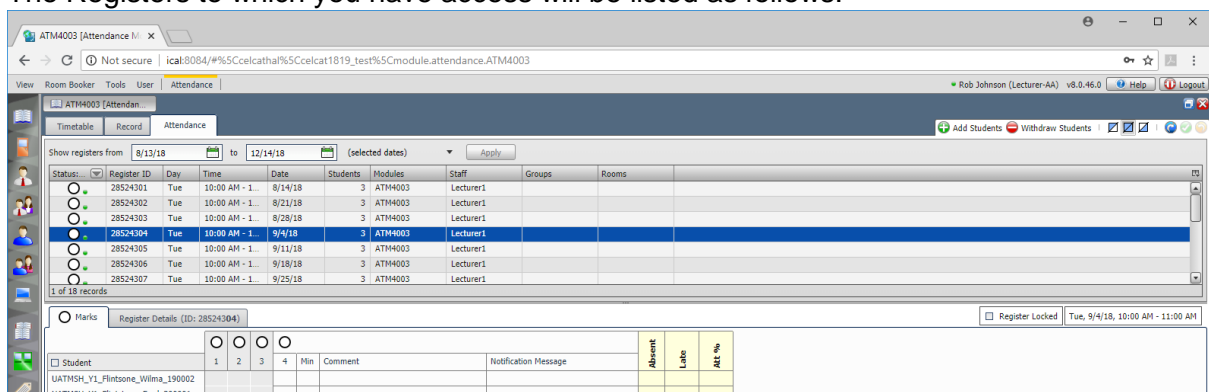 The Registers to which you have access will be listed as follows:
ATM4003 [Attendance M
Not secure ical:8084/#%5Ccelcathal%5Ccelcat1819_test%5Cmodule.attendance.ATM4003
View Room Booker Tools User Attendance Rob Johnson (Lecturer-AA) v8.0.46.0 Help Logout
ATM4003 [Attendan...
Timetable Record Attendance Add Students Withdraw Students
Show registers from 8/13/18 to 12/14/18 (selected dates) Apply
Status:... Register ID Day Time Date Students Modules Staff Groups Rooms
28524301 Tue 10:00 AM - 1... 8/14/18 3 ATM4003 Lecturer1
28524302 Tue 10:00 AM - 1... 8/21/18 3 ATM4003 Lecturer1
28524303 Tue 10:00 AM - 1... 8/28/18 3 ATM4003 Lecturer1
28524304 Tue 10:00 AM - 1... 9/4/18 3 ATM4003 Lecturer1
28524305 Tue 10:00 AM - 1... 9/11/18 3 ATM4003 Lecturer1
28524306 Tue 10:00 AM - 1... 9/18/18 3 ATM4003 Lecturer1
28524307 Tue 10:00 AM - 1... 9/25/18 3 ATM4003 Lecturer1
1 of 18 records
Marks Register Details (ID: 28524304) Register Locked Tue, 9/4/18, 10:00 AM - 11:00 AM
Student 1 2 3 4 Min Comment Notification Message Absent Late Att %
UATMSH_Y1_Flintsone_Wilma_190002